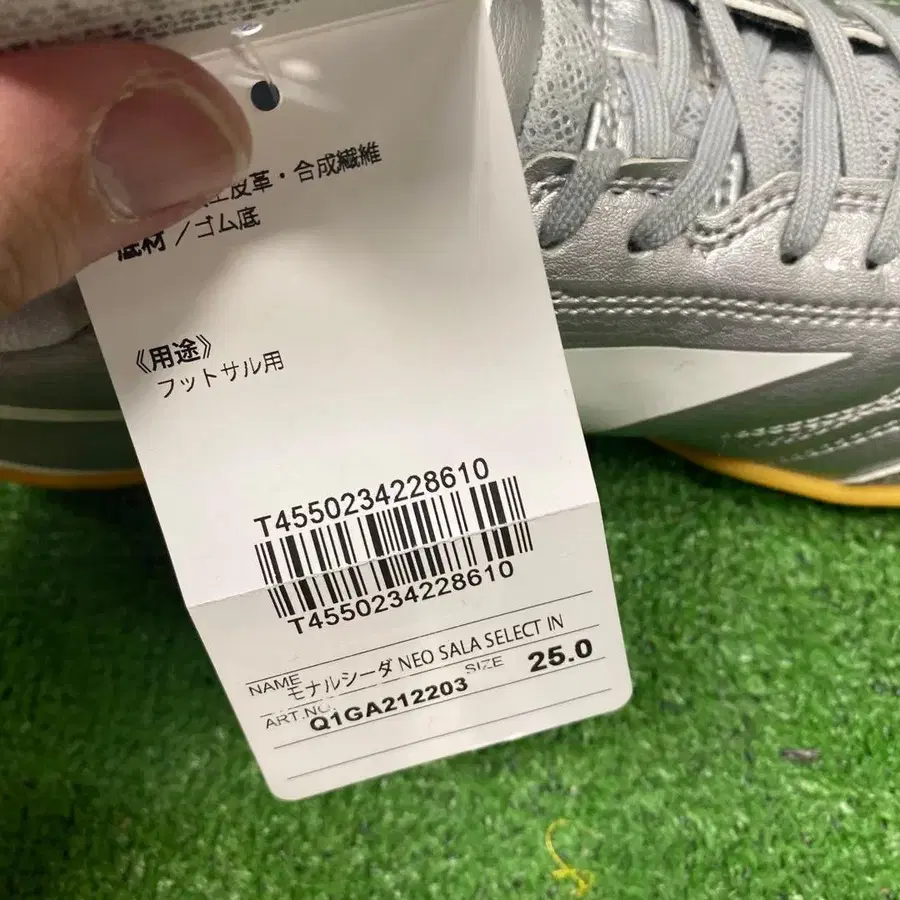 皮革・合成繊維
底材／ゴム底
《用途》
フットサル用
T4550234228610
T4550234228610
NAME モナルシーダ NEO SALA SELECT IN
ART.NO. Q1GA212203 SIZE 25.0